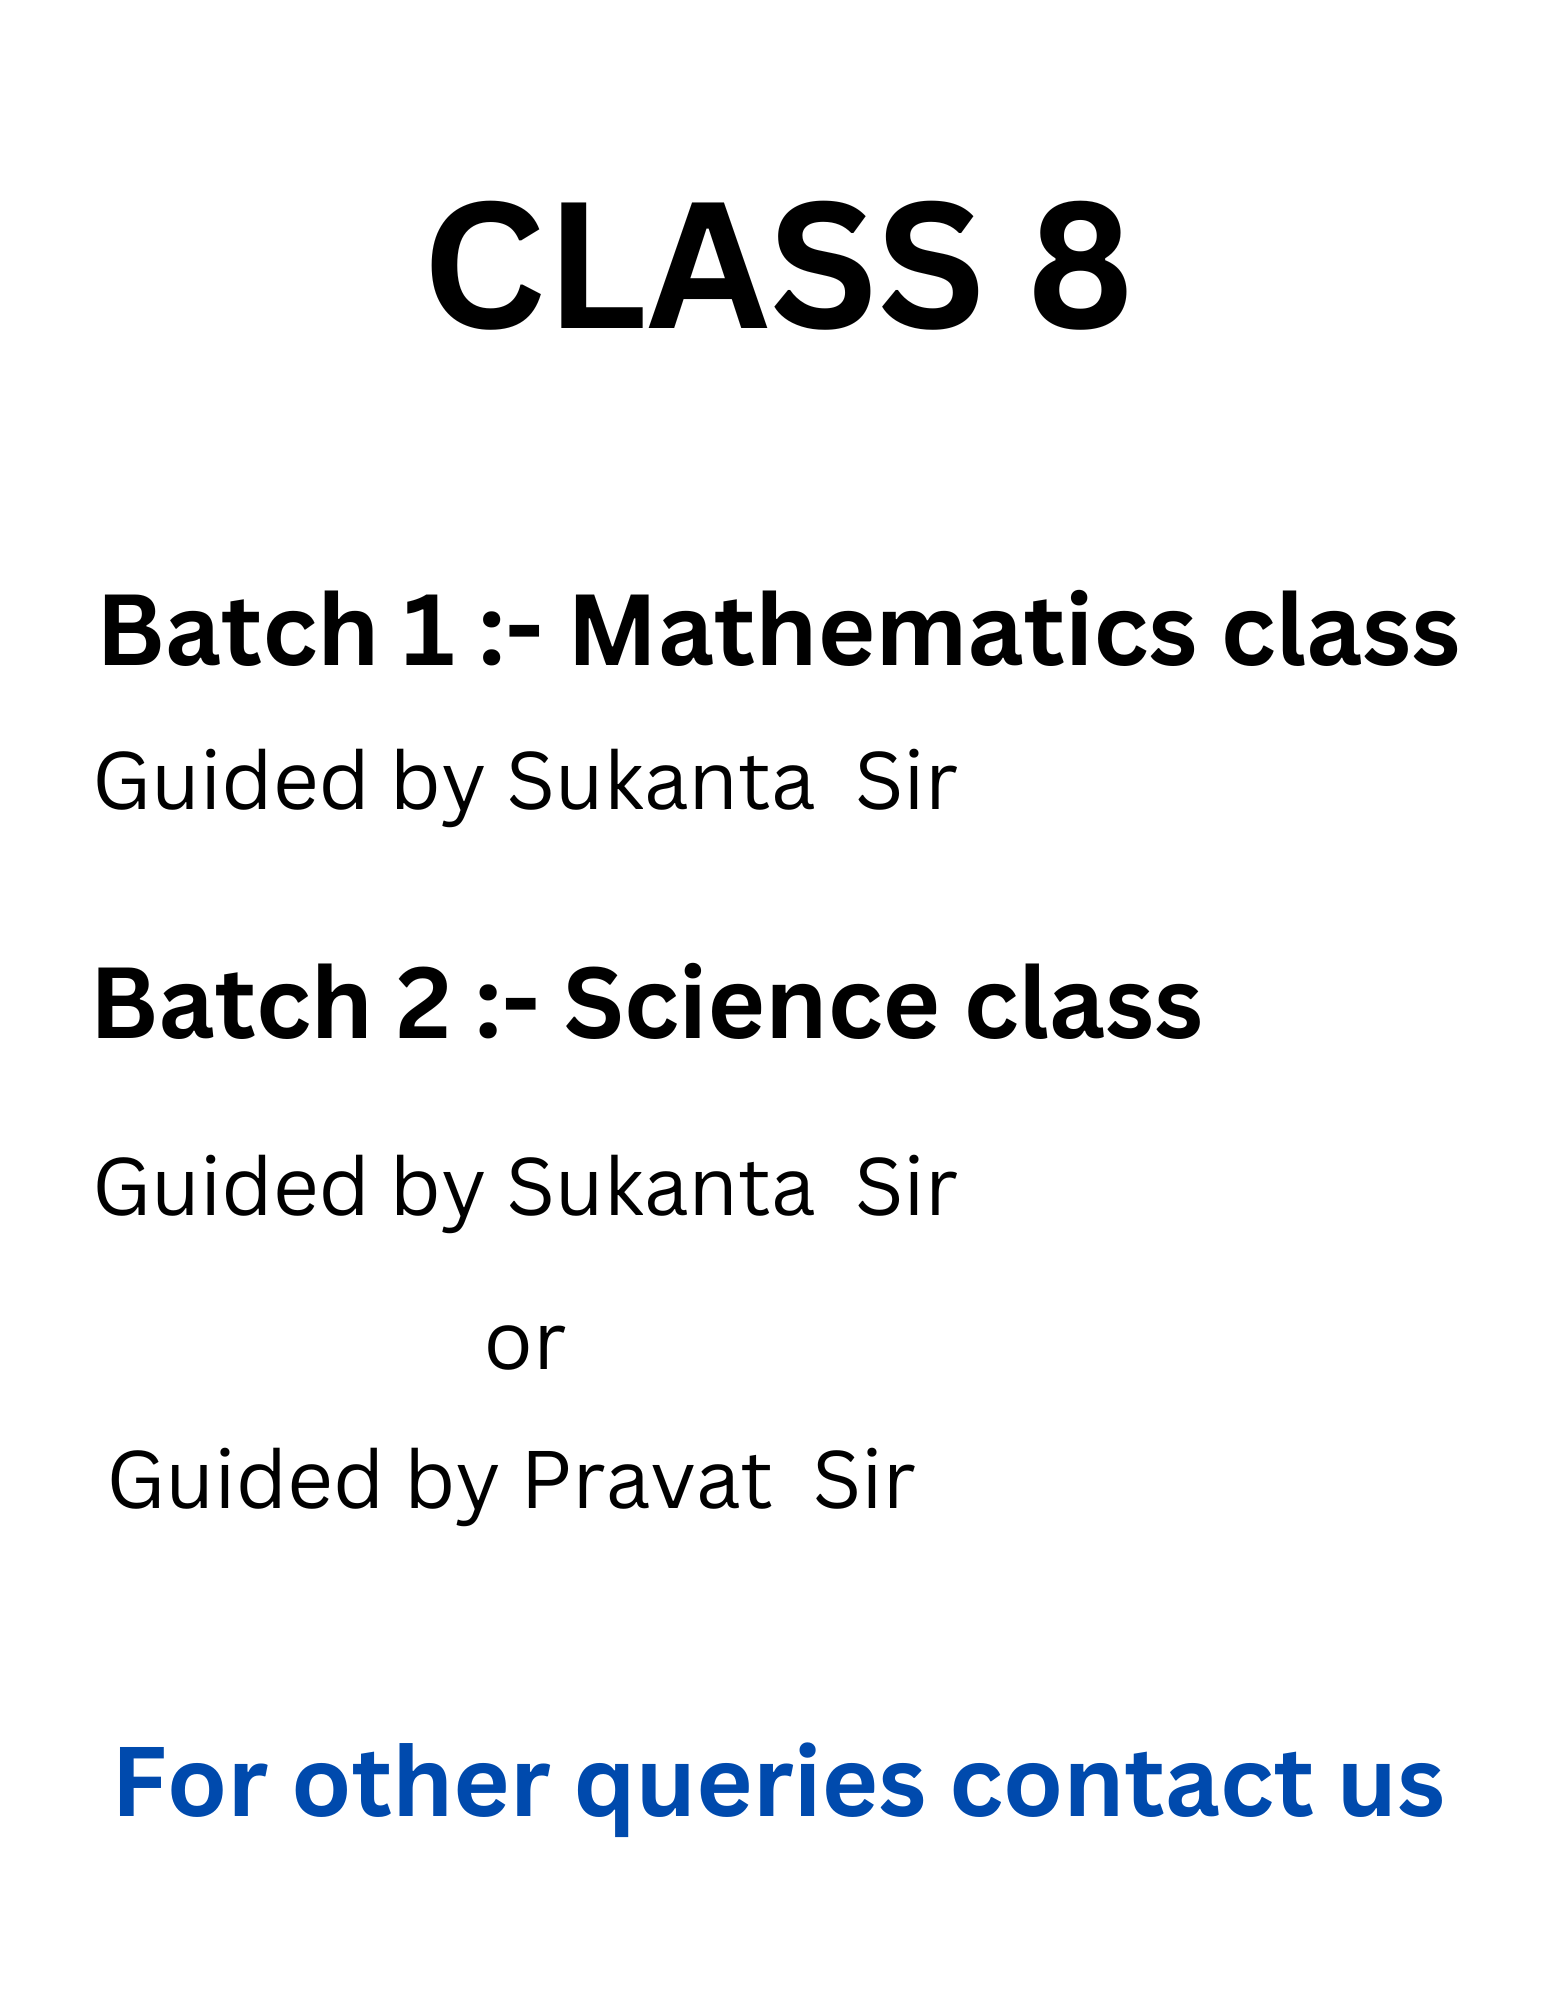 CLASS 8
Batch 1 :- Mathematics class
Guided by Sukanta  Sir
Batch 2 :- Science class
Guided by Sukanta  Sir
or
Guided by Pravat  Sir
For other queries contact us